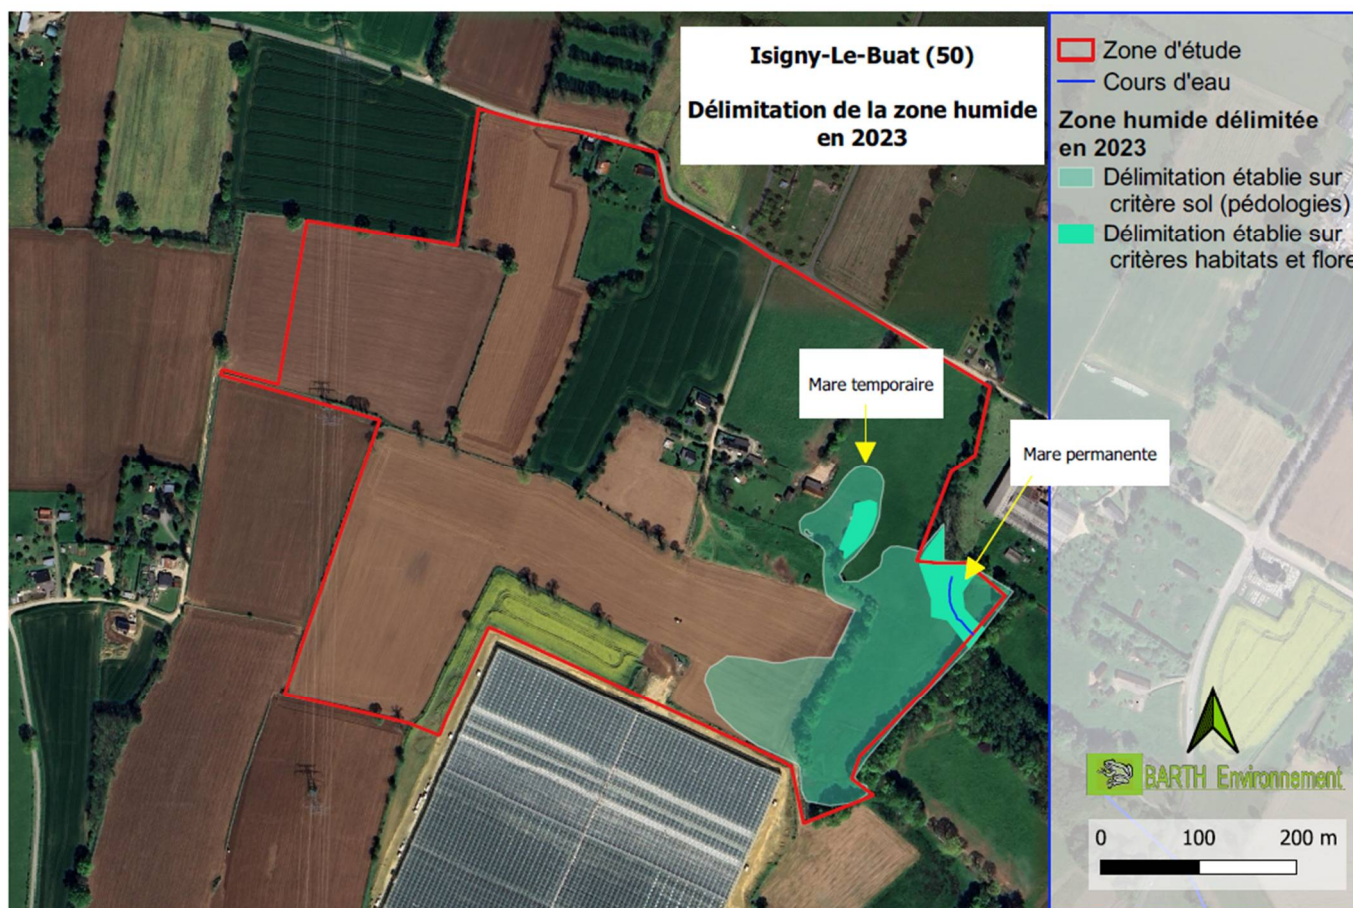 Isigny-Le-Buat (50)
Délimitation de la zone humide
en 2023
Zone d'étude
Cours d'eau
Zone humide délimitée
en 2023
Délimitation établie sur
critère sol (pédologies)
Délimitation établie sur
critères habitats et flore
Mare temporaire
Mare permanente
BARTH Environnement
0 100 200 m